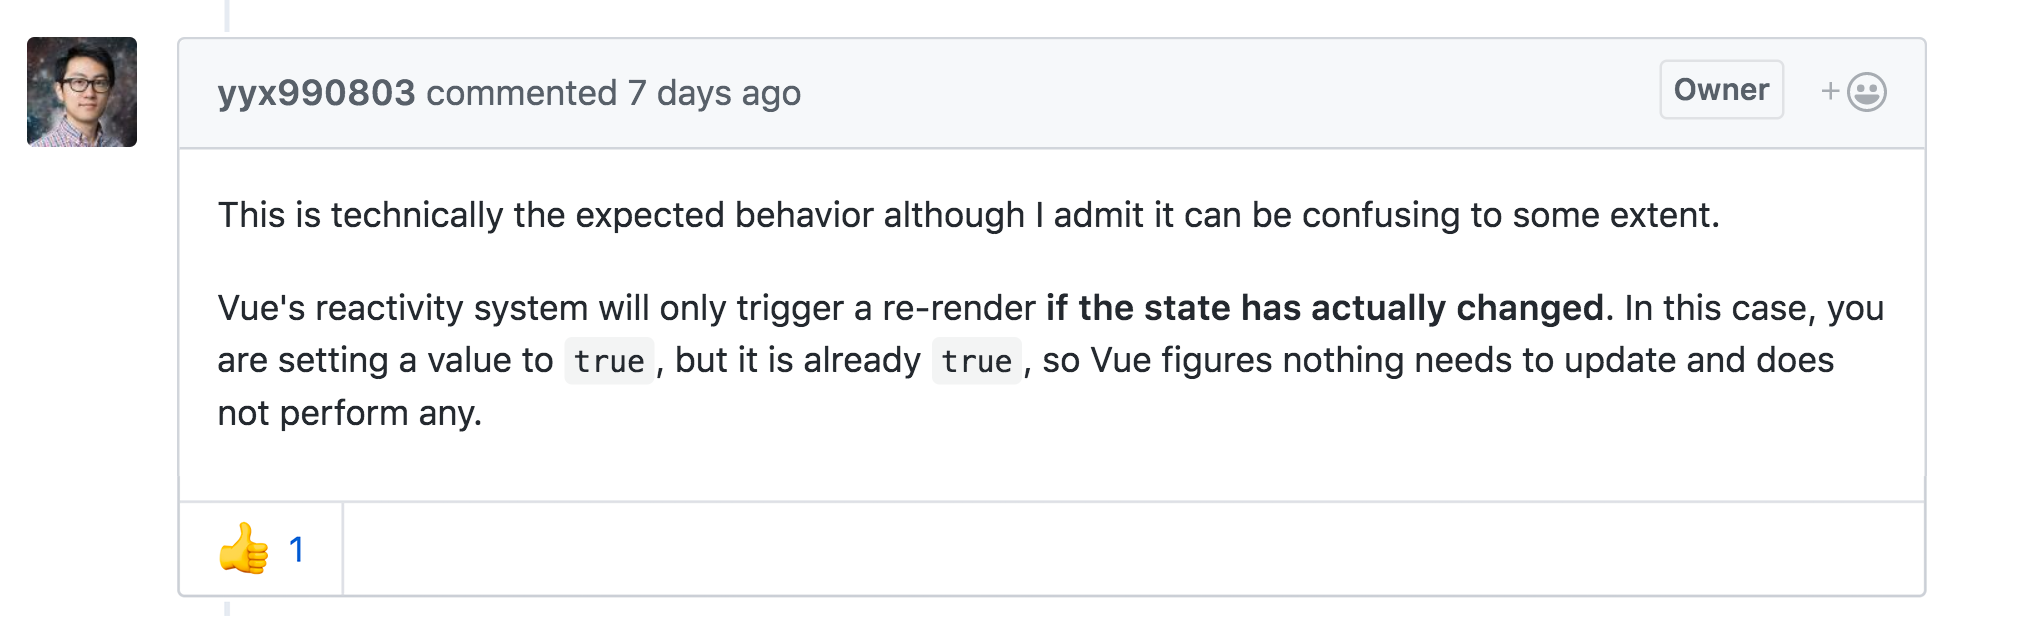 yyx990803 commented 7 days ago
Owner
+
This is technically the expected behavior although I admit it can be confusing to some extent.
Vue's reactivity system will only trigger a re-render if the state has actually changed. In this case, you
are setting a value to true, but it is already true, so Vue figures nothing needs to update and does
not perform any.
👍 1